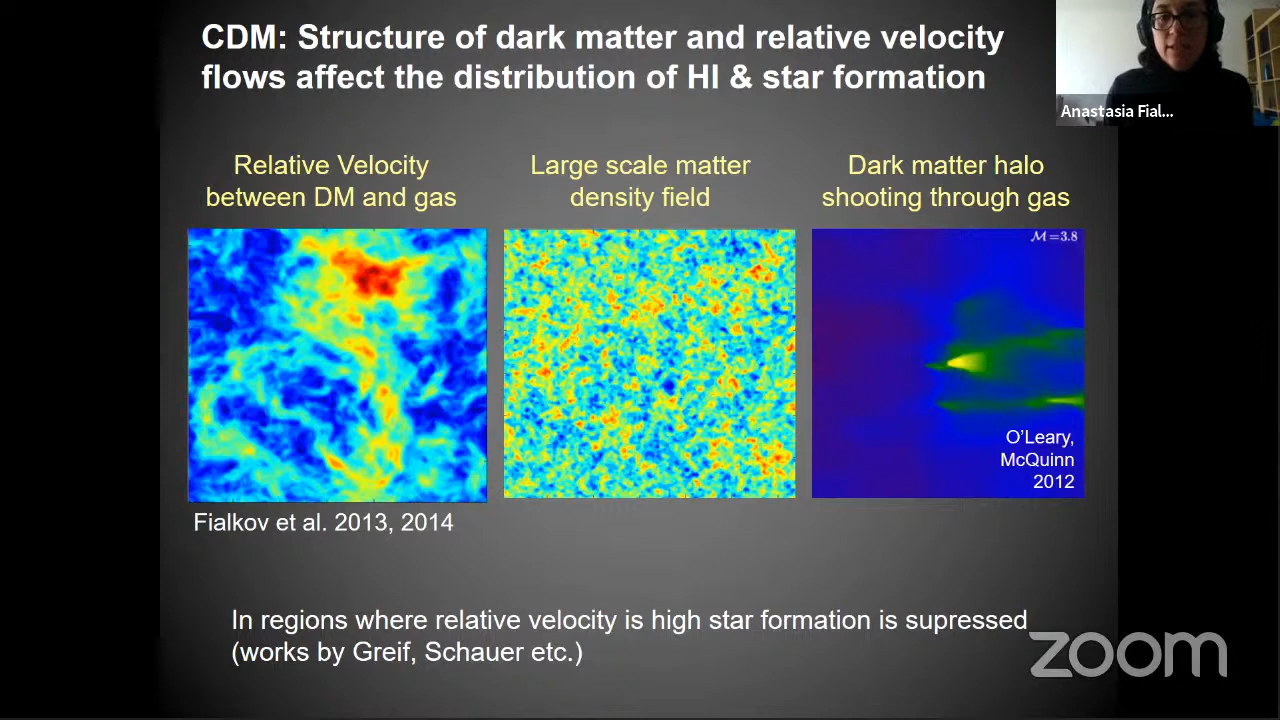 CDM: Structure of dark matter and relative velocity
flows affect the distribution of HI & star formation
Anastasia Fial...
Relative Velocity
between DM and gas
Large scale matter
density field
Dark matter halo
shooting through gas
ℳ=3.8
O’Leary,
McQuinn
2012
Fialkov et al. 2013, 2014
In regions where relative velocity is high star formation is supressed
(works by Greif, Schauer etc.)
zoom